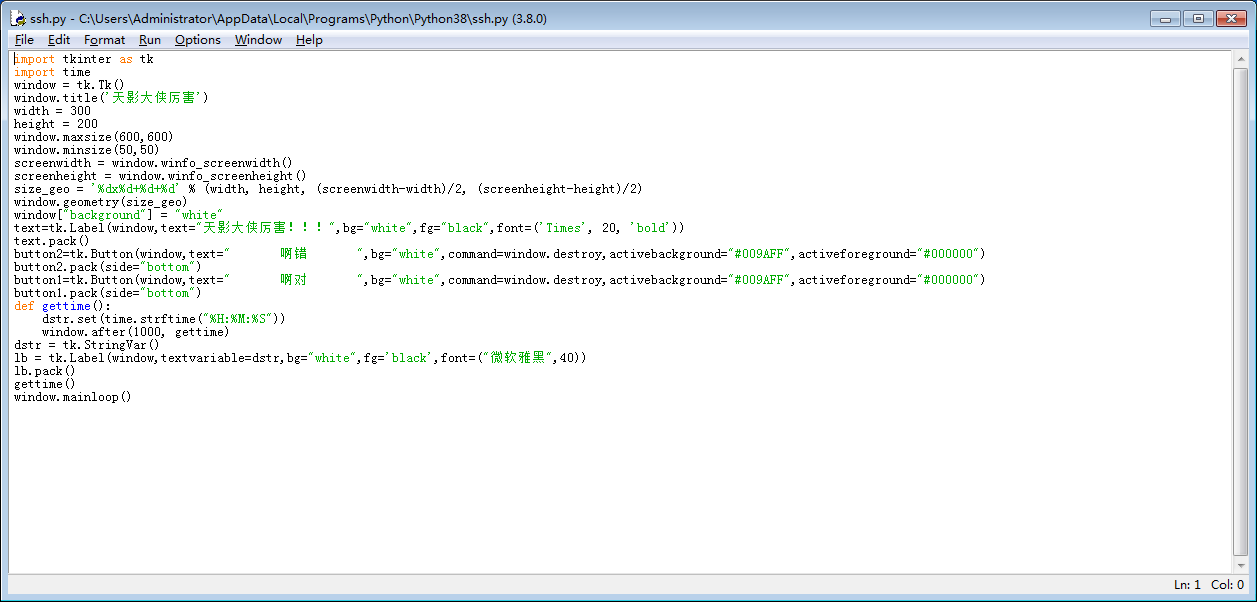 ssh.py - C:\Users\Administrator\AppData\Local\Programs\Python\Python38\ssh.py (3.8.0)
File Edit Format Run Options Window Help
import tkinter as tk
import time
window = tk.Tk()
window.title('天影大侠厉害')
width = 300
height = 200
window.maxsize(600,600)
window.minsize(50,50)
screenwidth = window.winfo_screenwidth()
screenheight = window.winfo_screenheight()
size_geo = '%dx%d+%d+%d' % (width, height, (screenwidth-width)/2, (screenheight-height)/2)
window.geometry(size_geo)
window["background"] = "white"
text=tk.Label(window,text="天影大侠厉害！！！",bg="white",fg="black",font=('Times', 20, 'bold'))
text.pack()
button2=tk.Button(window,text="       啊错       ",bg="white",command=window.destroy,activebackground="#009AFF",activeforeground="#000000")
button2.pack(side="bottom")
button1=tk.Button(window,text="       啊对       ",bg="white",command=window.destroy,activebackground="#009AFF",activeforeground="#000000")
button1.pack(side="bottom")
def gettime():
    dstr.set(time.strftime("%H:%M:%S"))
    window.after(1000, gettime)
dstr = tk.StringVar()
lb = tk.Label(window,textvariable=dstr,bg="white",fg='black',font=("微软雅黑",40))
lb.pack()
gettime()
window.mainloop()
Ln: 1 Col: 0